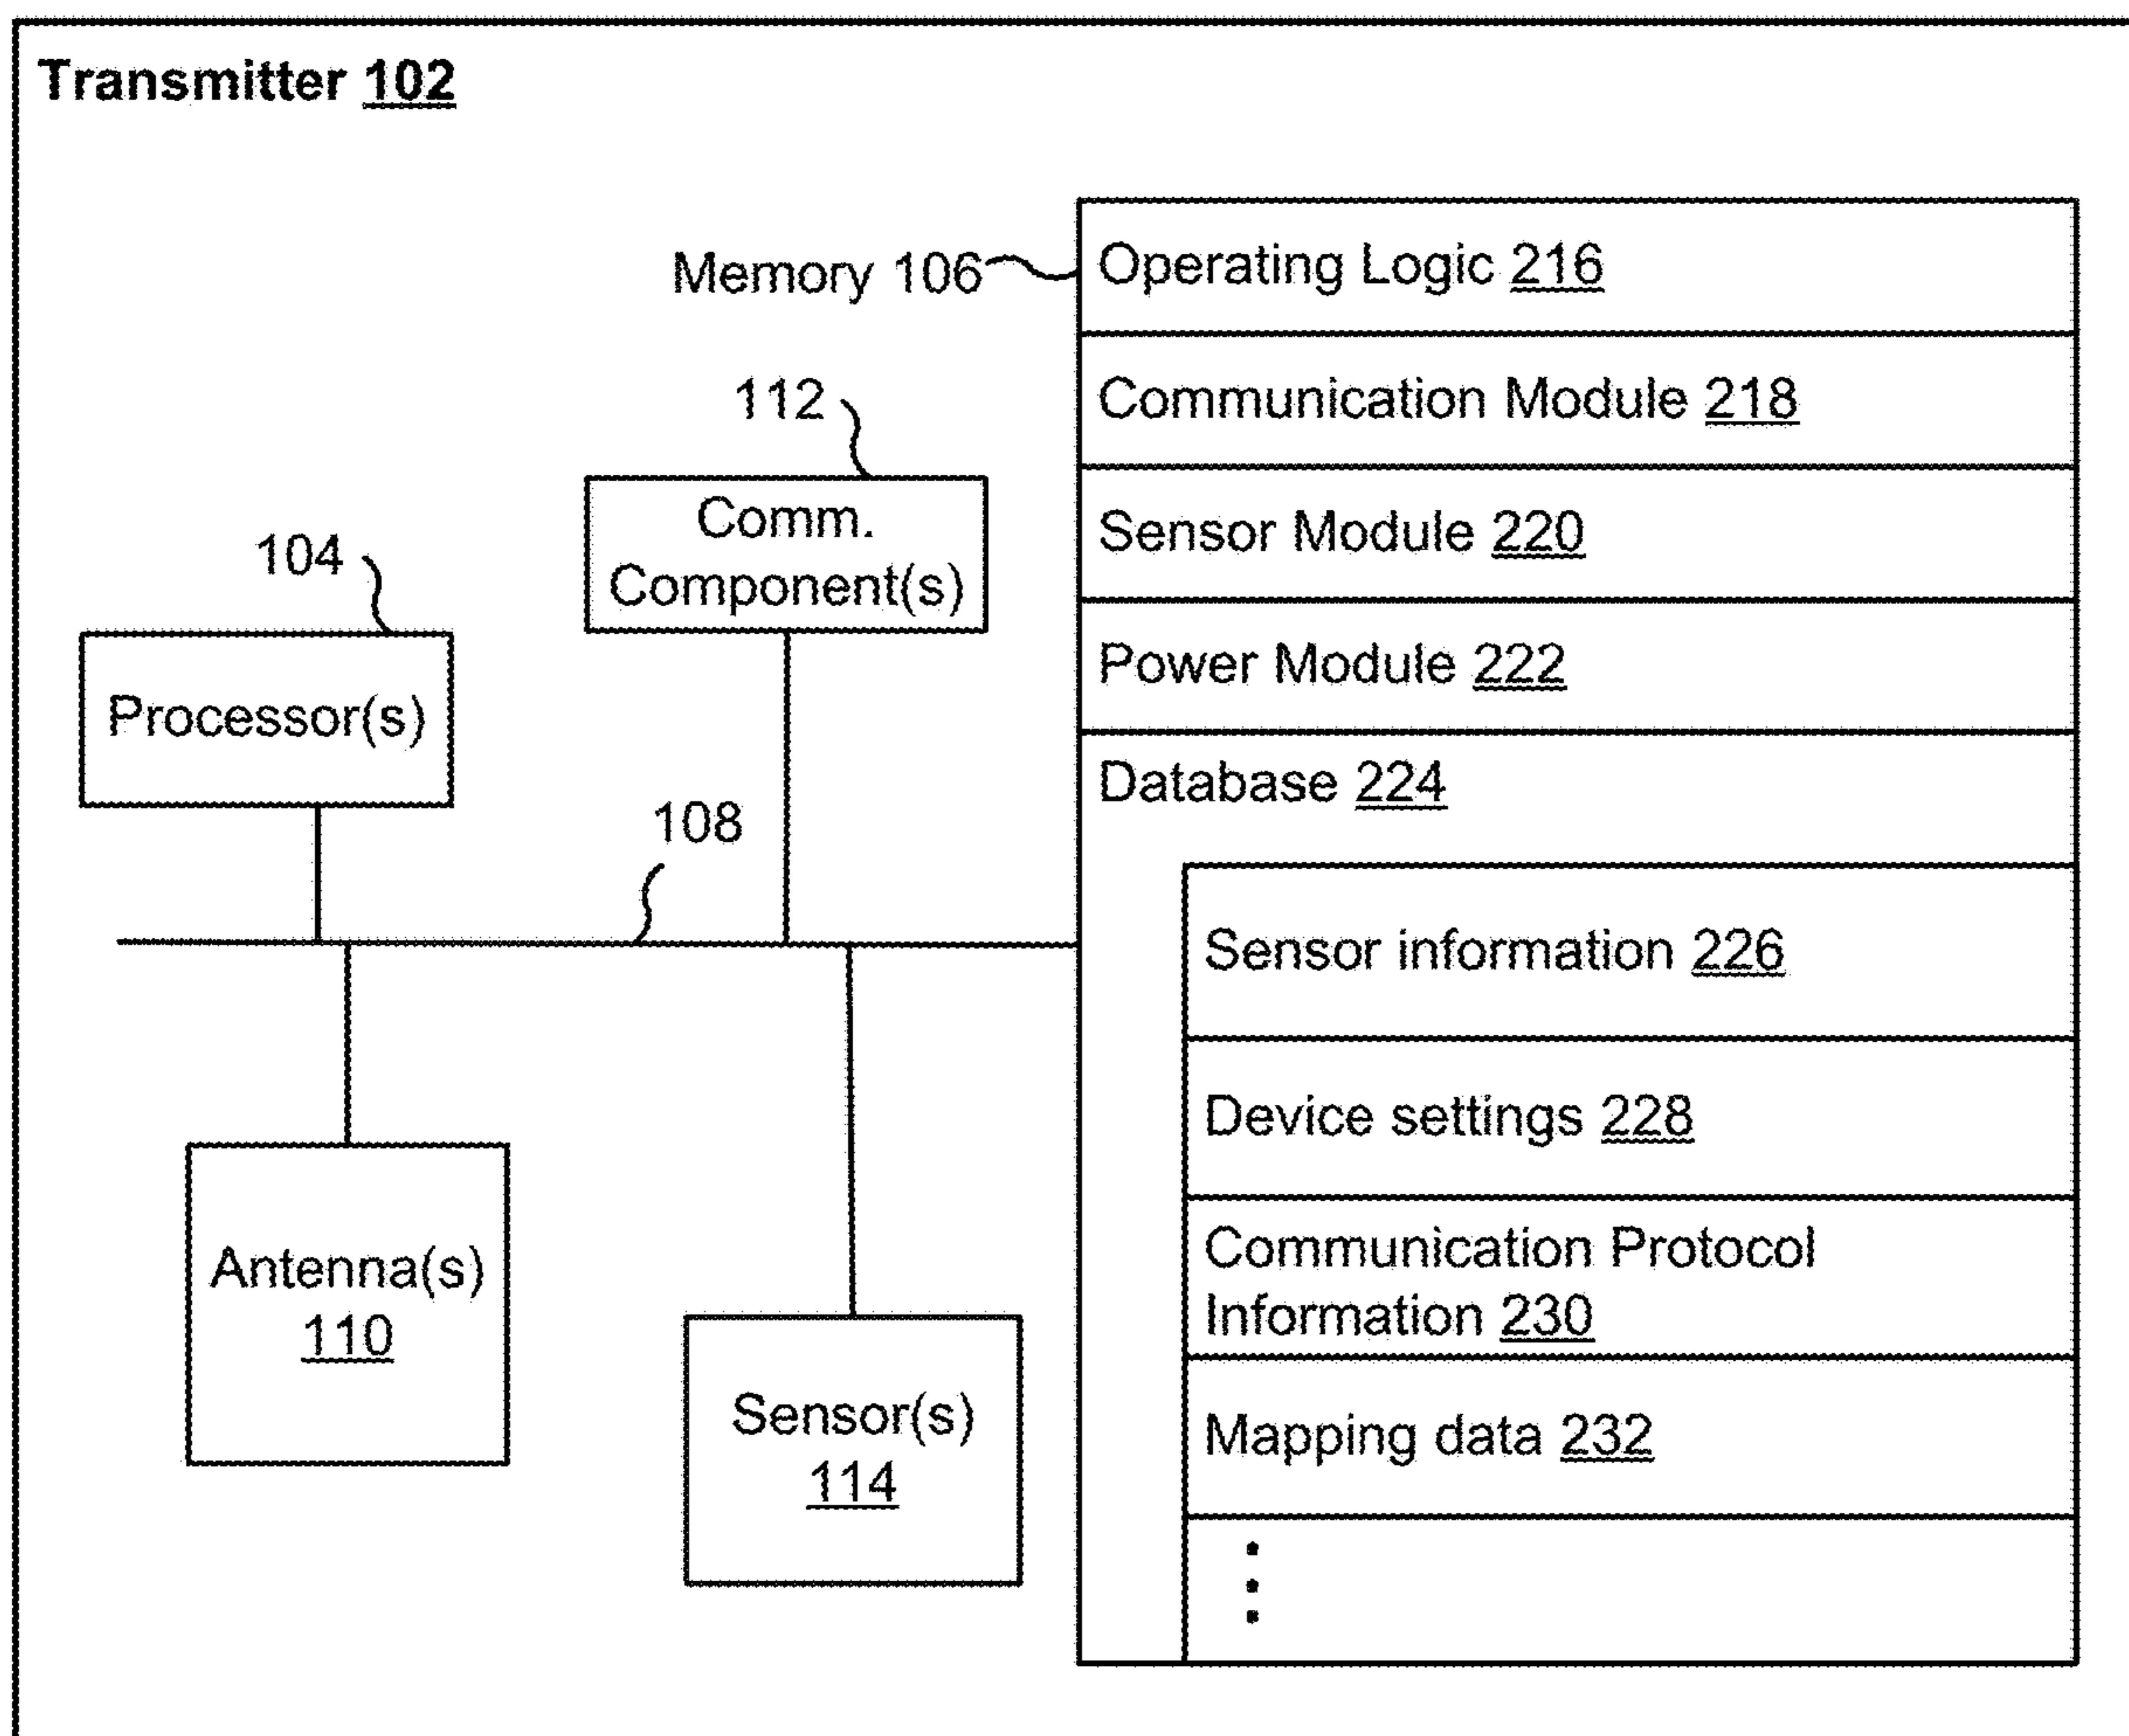 Transmitter 102
Memory 106
Operating Logic 216
112
Communication Module 218
Comm.
Component(s)
Sensor Module 220
104
Processor(s)
Power Module 222
108
Database 224
Sensor information 226
Device settings 228
Antenna(s)
110
Communication Protocol
Information 230
Sensor(s)
114
Mapping data 232